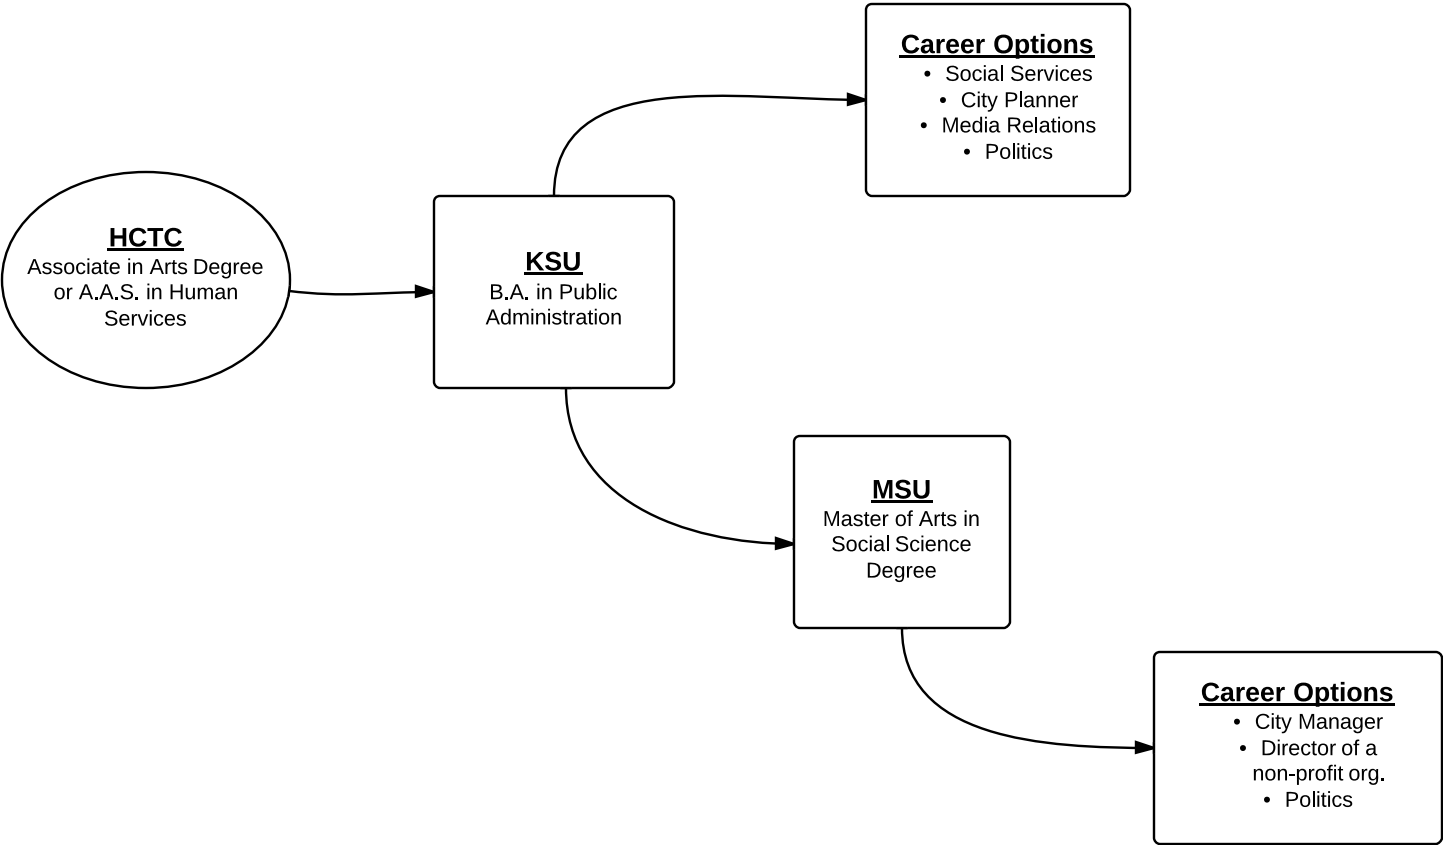 Career Options
• Social Services
• City Planner
• Media Relations
• Politics
HCTC
Associate in Arts Degree
or A.A.S. in Human
Services
KSU
B.A. in Public
Administration
MSU
Master of Arts in
Social Science
Degree
Career Options
• City Manager
• Director of a
non-profit org.
• Politics